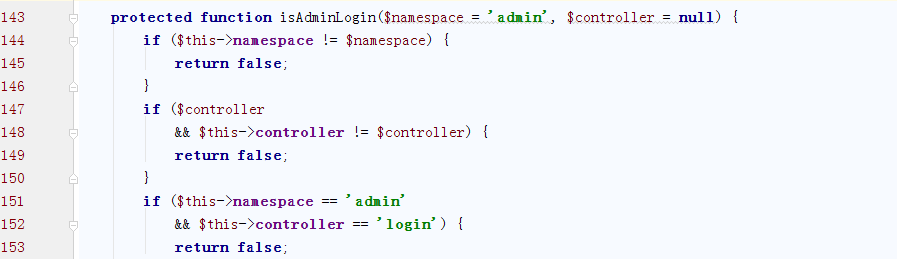 143 protected function isAdminLogin($namespace = 'admin', $controller = null) {
144 if ($this->namespace != $namespace) {
145 return false;
146 }
147 if ($controller
148 && $this->controller != $controller) {
149 return false;
150 }
151 if ($this->namespace == 'admin'
152 && $this->controller == 'login') {
153 return false;